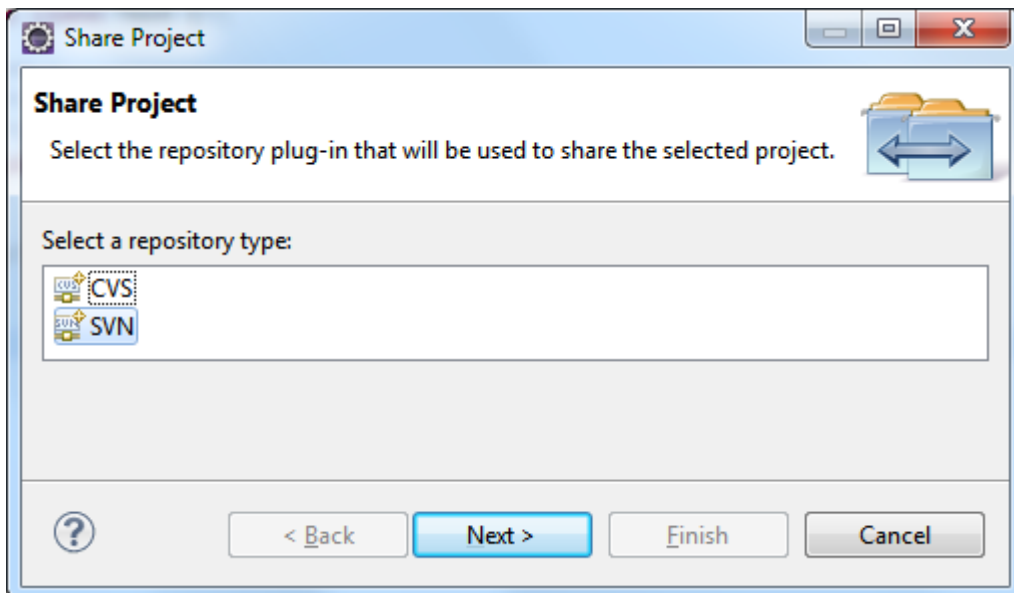 Share Project
Share Project
Select the repository plug-in that will be used to share the selected project.
Select a repository type:
CVS
SVN
< Back
Next >
Finish
Cancel